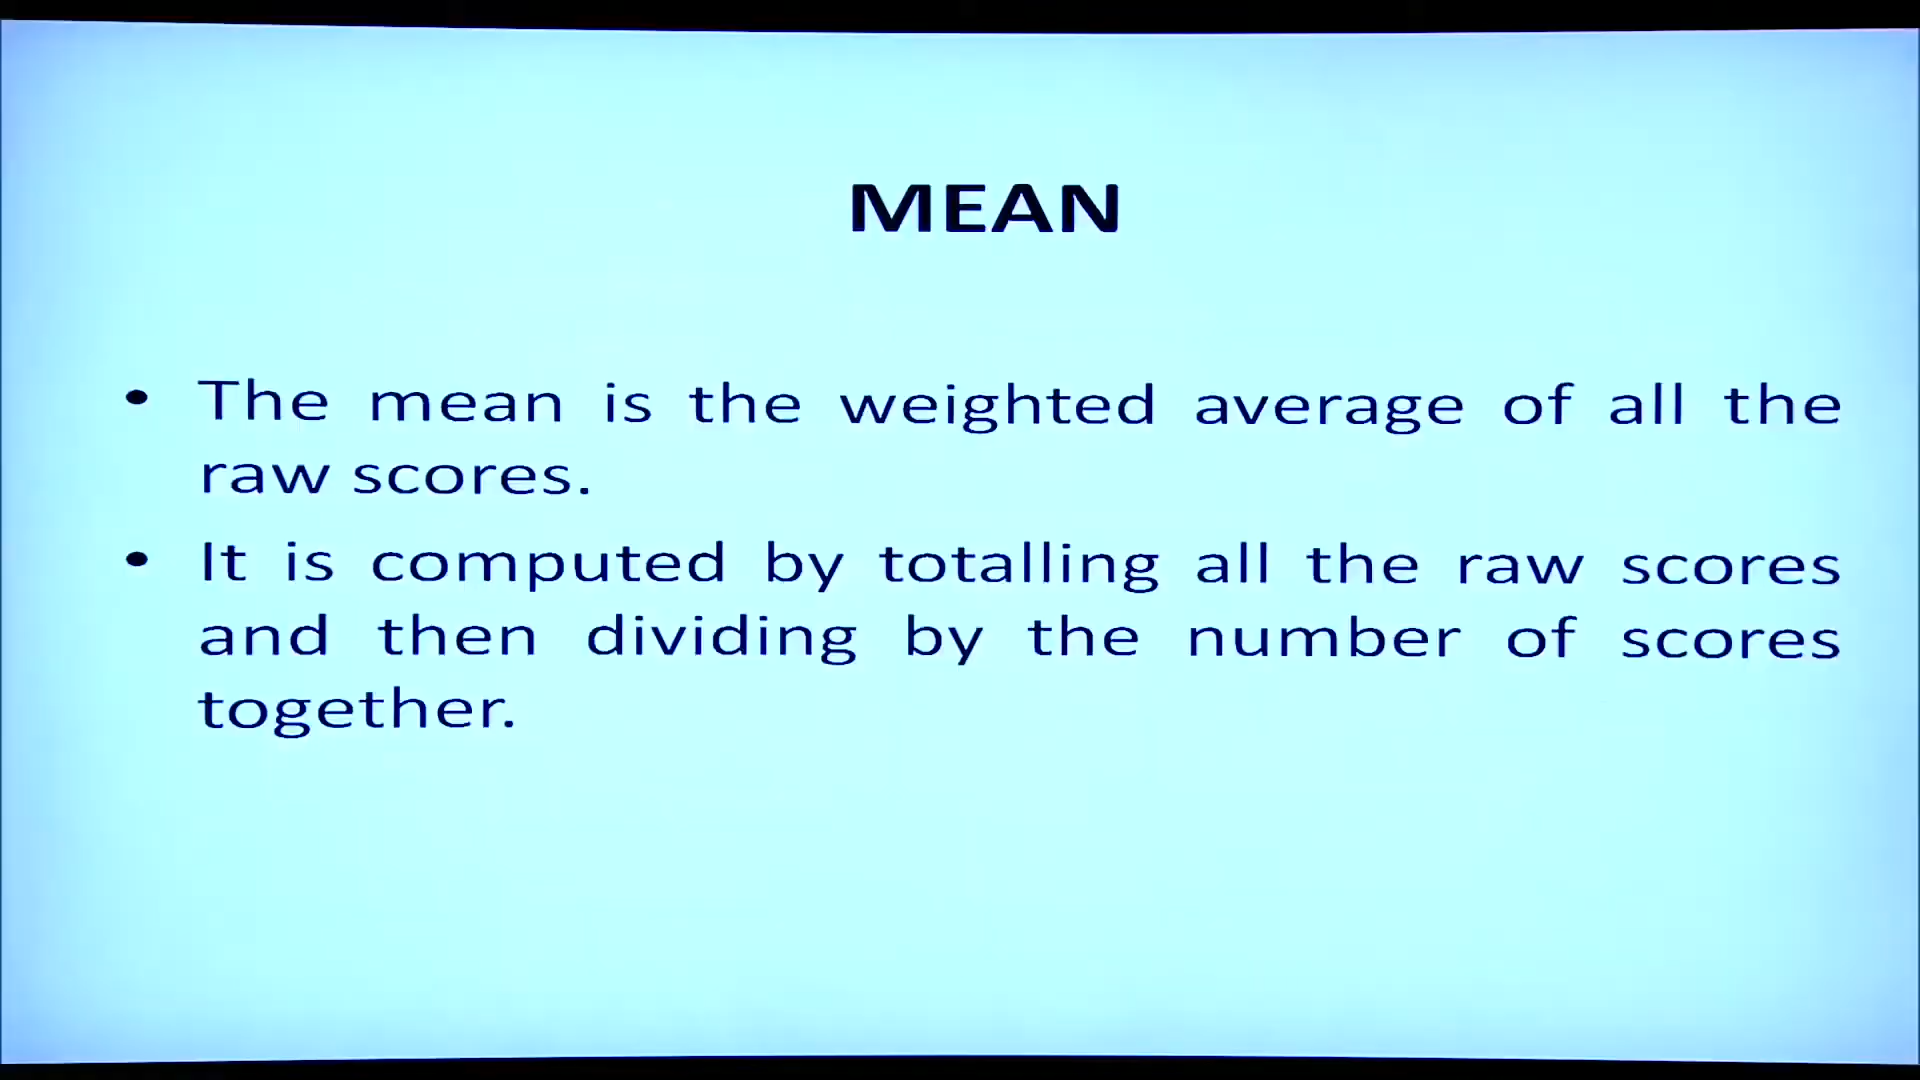 MEAN
• The mean is the weighted average of all the
raw scores.
• It is computed by totalling all the raw scores
and then dividing by the number of scores
together.